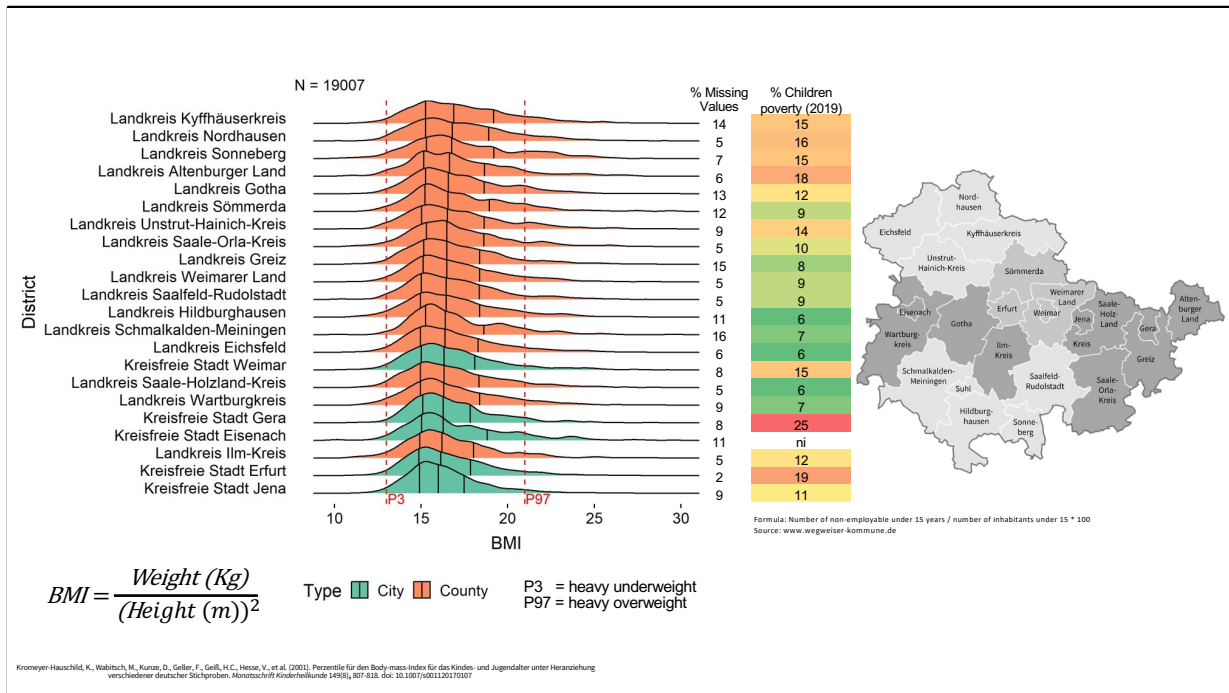 N = 19007
% Missing
Values
% Children
poverty (2019)
District
Landkreis Kyffhäuserkreis 14 15
Landkreis Nordhausen 5 16
Landkreis Sonneberg 7 15
Landkreis Altenburger Land 6 18
Landkreis Gotha 13 12
Landkreis Sömmerda 12 9
Landkreis Unstrut-Hainich-Kreis 9 14
Landkreis Saale-Orla-Kreis 5 10
Landkreis Greiz 15 8
Landkreis Weimarer Land 5 9
Landkreis Saalfeld-Rudolstadt 5 9
Landkreis Hildburghausen 11 6
Landkreis Schmalkalden-Meiningen 16 7
Landkreis Eichsfeld 6 6
Kreisfreie Stadt Weimar 8 15
Landkreis Saale-Holzland-Kreis 5 6
Landkreis Wartburgkreis 9 7
Kreisfreie Stadt Gera 8 25
Kreisfreie Stadt Eisenach 11 ni
Landkreis Ilm-Kreis 5 12
Kreisfreie Stadt Erfurt 2 19
Kreisfreie Stadt Jena 9 11
P3 P97
10 15 20 25 30
BMI
Nord-
hausen
Eichsfeld
Kyffhäuserkreis
Unstrut-
Hainich-Kreis
Sömmerda
Eisenach
Wartburg-
kreis
Gotha
Erfurt
Weimarer
Land
Weimar
Jena
Saale-
Holz-
Land-
Kreis
Gera
Alten-
burger
Land
Greiz
Ilm-
Kreis
Schmalkalden-
Meiningen
Suhl
Saalfeld-
Rudolstadt
Saale-
Orla-
Kreis
Hildburg-
hausen
Sonne-
berg
Formula: Number of non-employable under 15 years / number of inhabitants under 15 * 100
Source: www.wegweiser-kommune.de
BMI = Weight (Kg) / (Height (m))²
Type City County
P3 = heavy underweight
P97 = heavy overweight
Kromeyer-Hauschild, K., Wabitsch, M., Kunze, D., Geller, F., Geiß, H.C., Hesse, V., et al. (2001). Perzentile für den Body-mass-Index für das Kindes- und Jugendalter unter Heranziehung
verschiedener deutscher Stichproben. Monatsschrift Kinderheilkunde 149(8), 807-818. doi: 10.1007/s001120170107